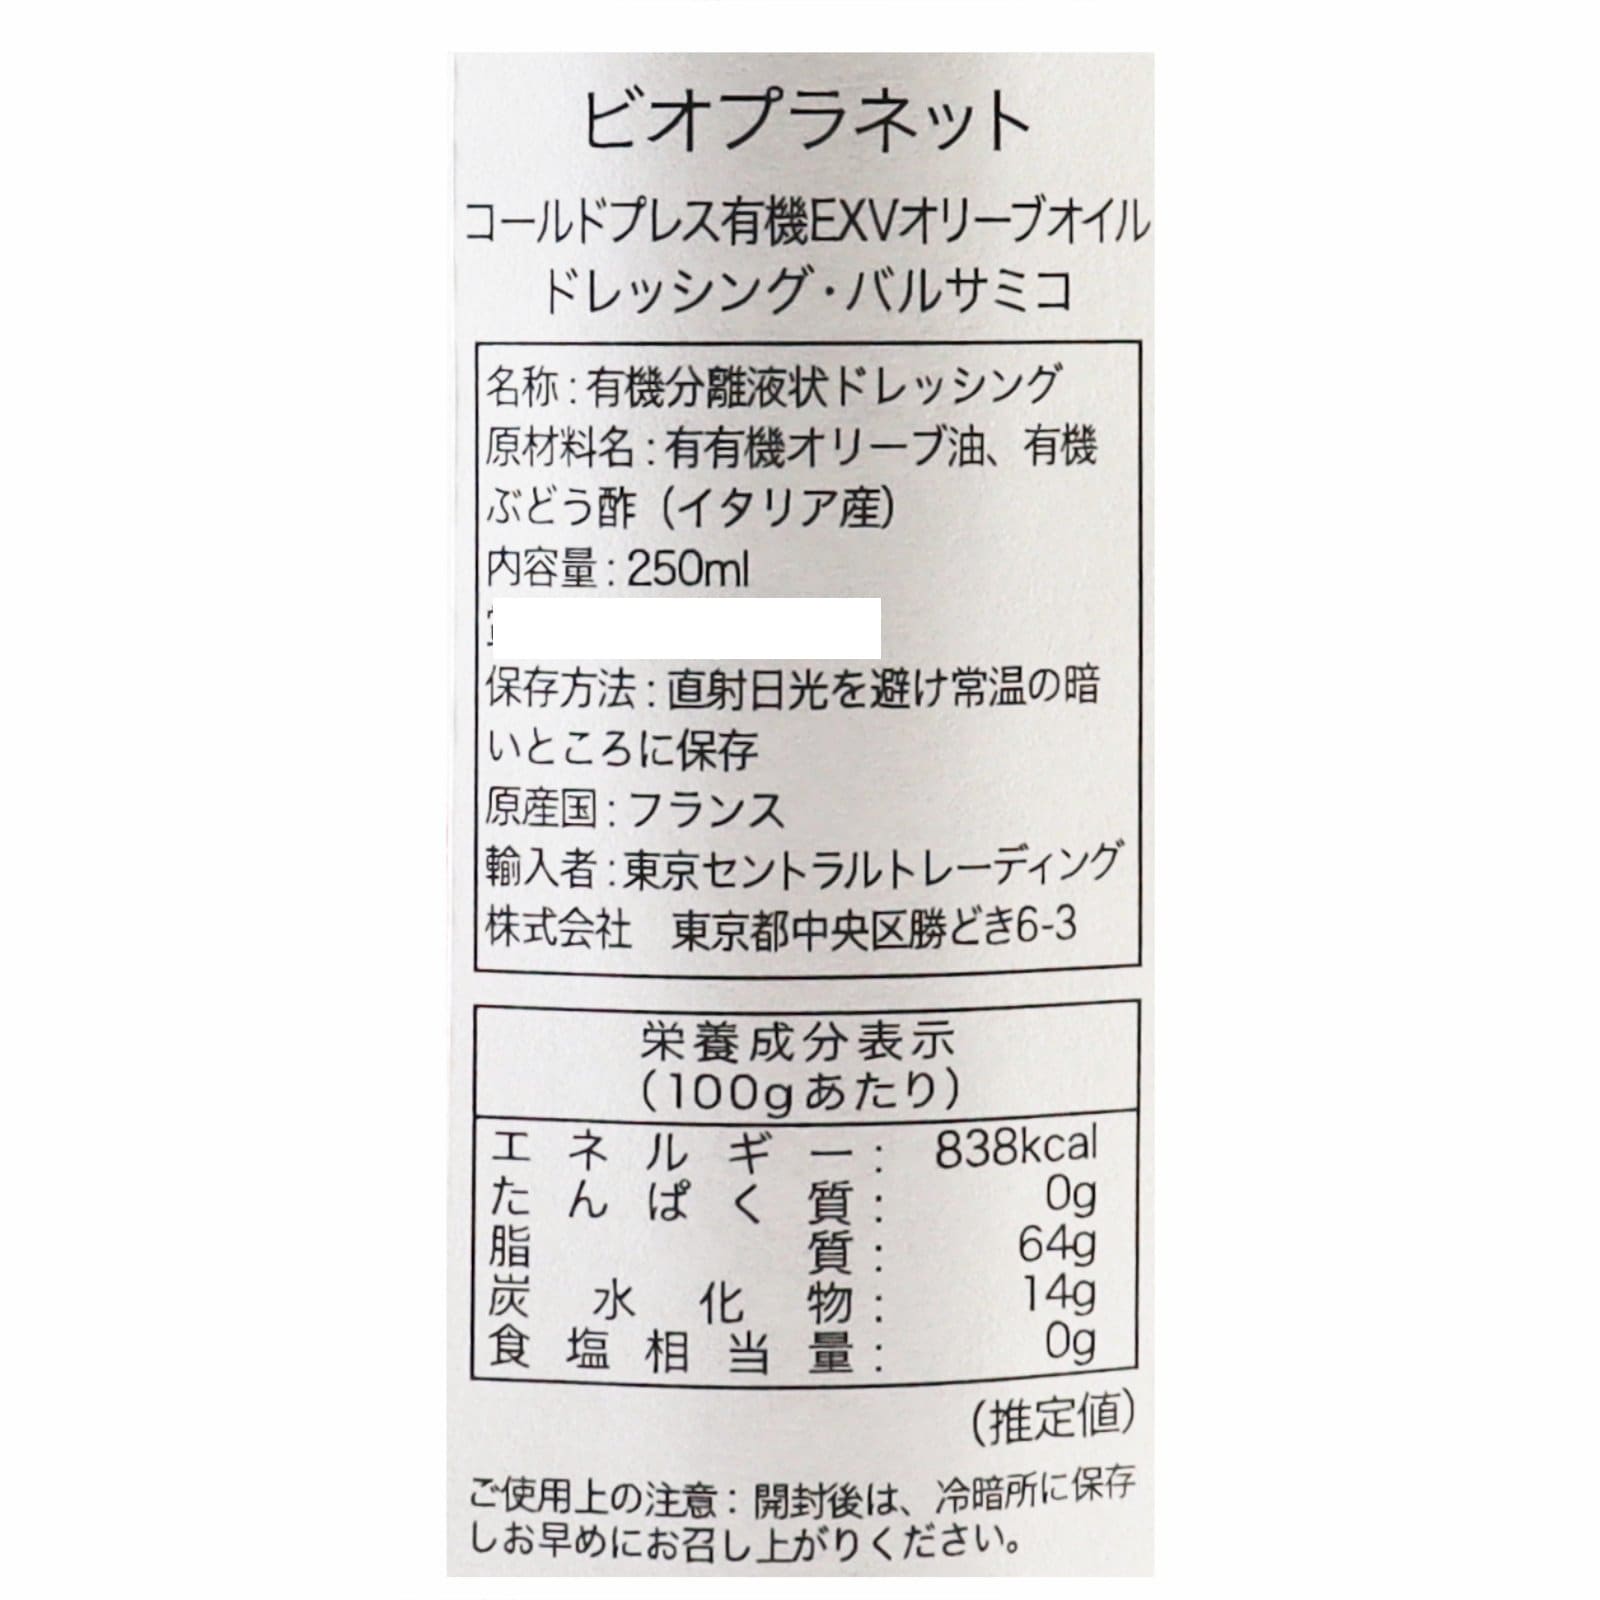 ビオプラネット
コールドプレス有機EXVオリーブオイル
ドレッシング・バルサミコ
名称:有機分離液状ドレッシング
原材料名:有有機オリーブ油、有機
ぶどう酢(イタリア産)
内容量:250ml
保存方法:直射日光を避け常温の暗
いところに保存
原産国:フランス
輸入者:東京セントラルトレーディング
株式会社 東京都中央区勝どき6-3
栄養成分表示
(100gあたり)
エネルギー: 838kcal
たんぱく質: 0g
脂質: 64g
炭水化物: 14g
食塩相当量: 0g
(推定値)
ご使用上の注意:開封後は、冷暗所に保存
しお早めにお召し上がりください。